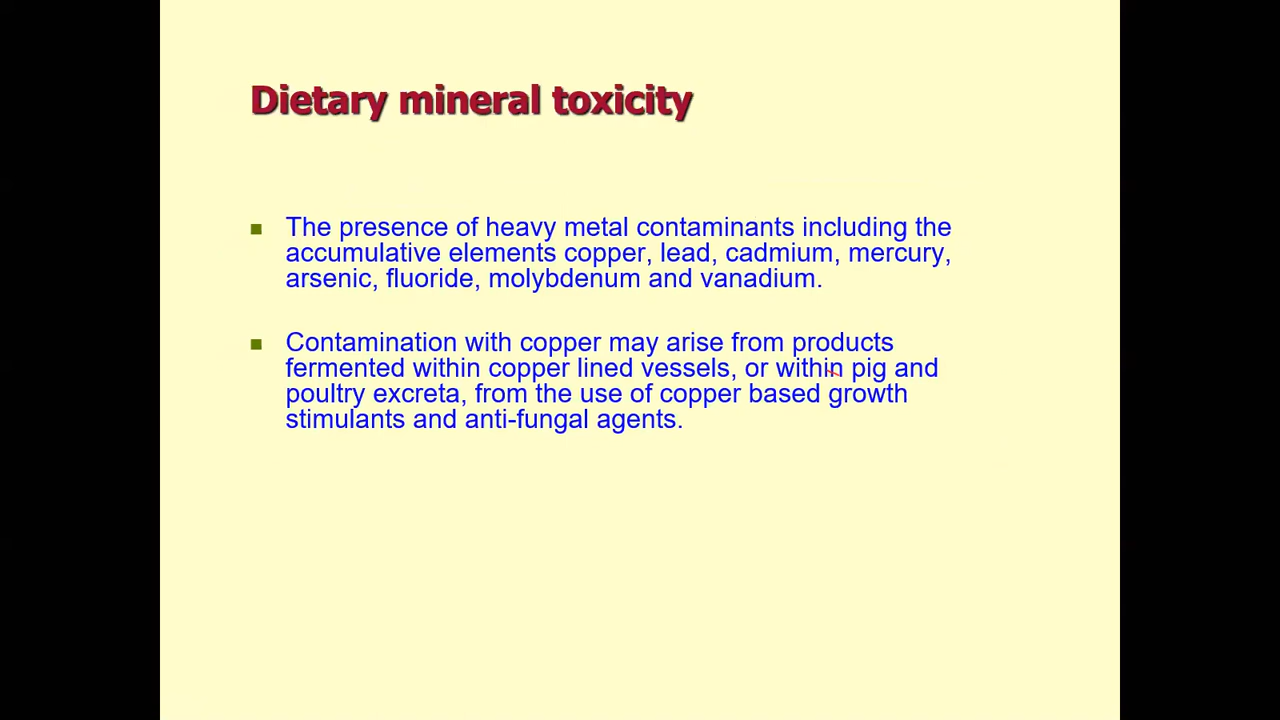 Dietary mineral toxicity
The presence of heavy metal contaminants including the
accumulative elements copper, lead, cadmium, mercury,
arsenic, fluoride, molybdenum and vanadium.
Contamination with copper may arise from products
fermented within copper lined vessels, or within pig and
poultry excreta, from the use of copper based growth
stimulants and anti-fungal agents.